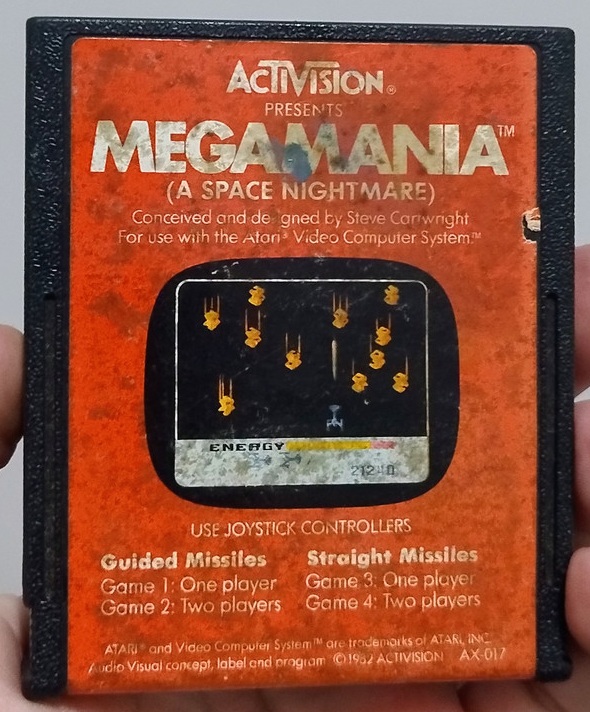 ACTIVISION®
PRESENTS
MEGAMANIA™
(A SPACE NIGHTMARE)
Conceived and designed by Steve Cartwright
For use with the Atari® Video Computer System.™
ENERGY
21240
USE JOYSTICK CONTROLLERS
Guided Missiles Straight Missiles
Game 1: One player Game 3: One player
Game 2: Two players Game 4: Two players
ATARI® and Video Computer System™ are trademarks of ATARI, INC.
Audio Visual concept, label and program ©1982 ACTIVISION AX-017